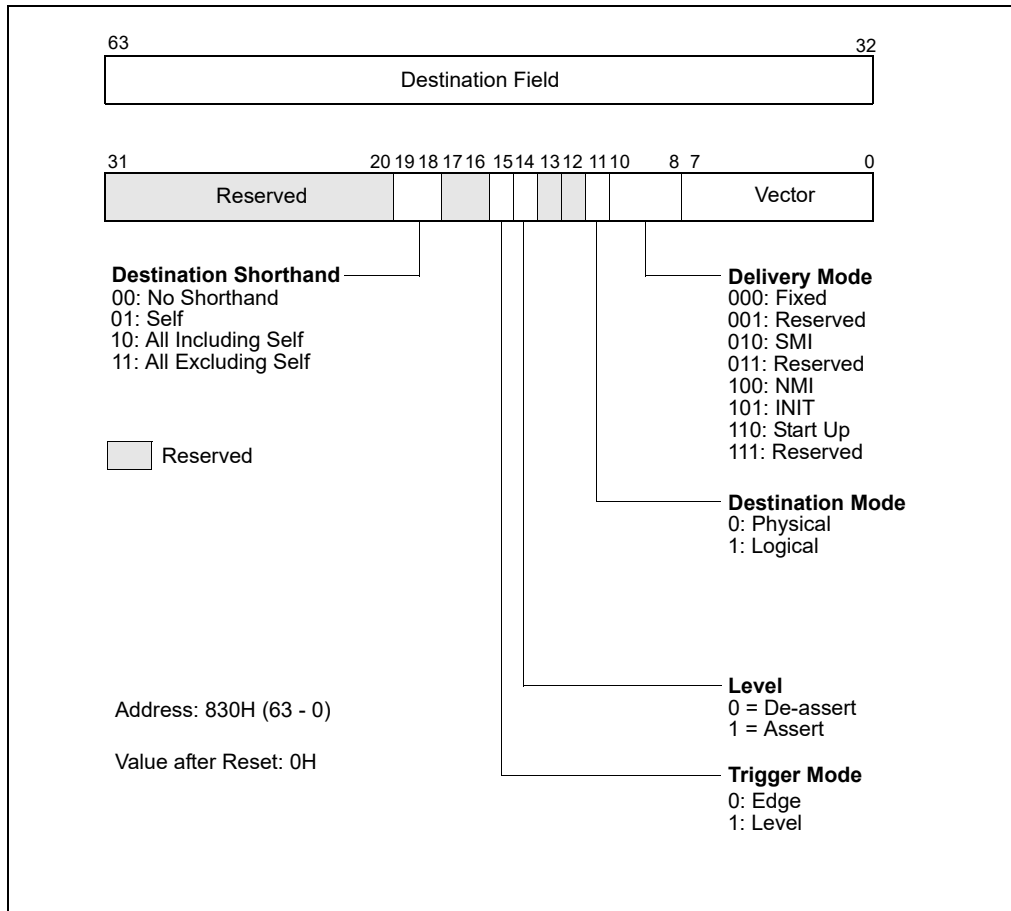 63 32
Destination Field
31 20 19 18 17 16 15 14 13 12 11 10 8 7 0
Reserved Vector
Destination Shorthand
00: No Shorthand
01: Self
10: All Including Self
11: All Excluding Self
Reserved
Delivery Mode
000: Fixed
001: Reserved
010: SMI
011: Reserved
100: NMI
101: INIT
110: Start Up
111: Reserved
Destination Mode
0: Physical
1: Logical
Level
0 = De-assert
1 = Assert
Address: 830H (63 - 0)
Value after Reset: 0H
Trigger Mode
0: Edge
1: Level